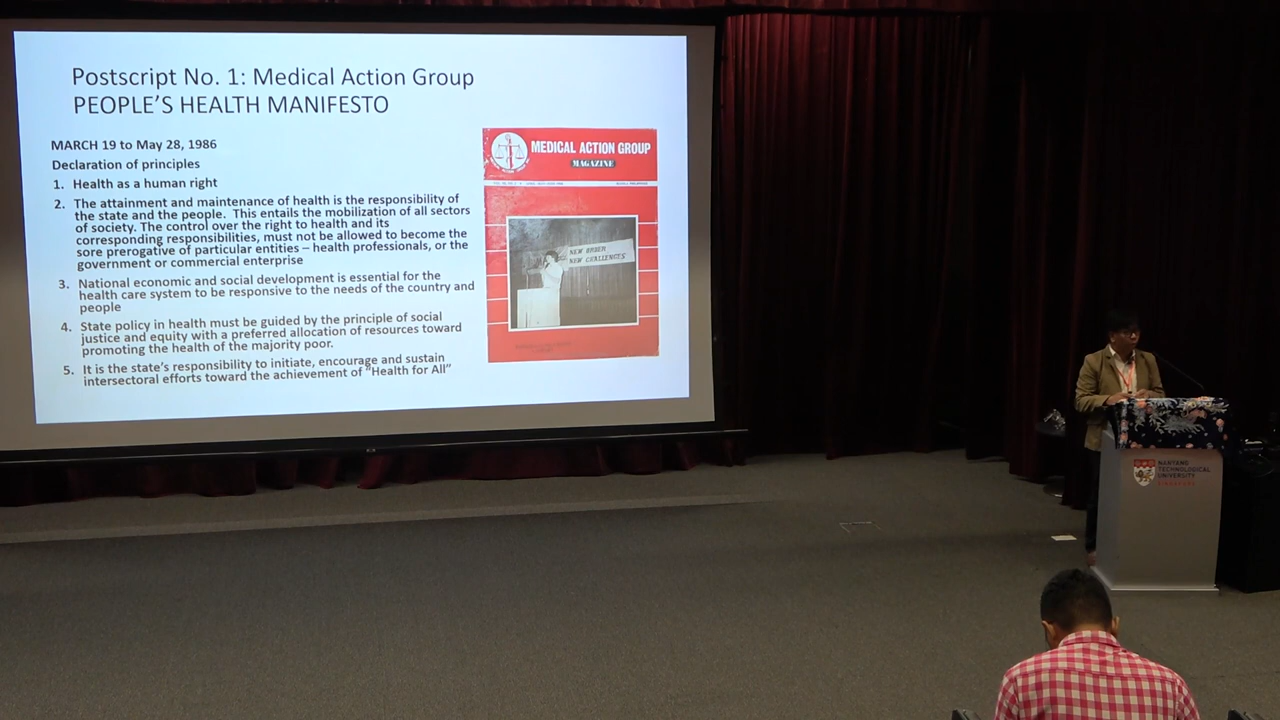 Postscript No. 1: Medical Action Group
PEOPLE'S HEALTH MANIFESTO
MARCH 19 to May 28, 1986
Declaration of principles
1. Health as a human right
2. The attainment and maintenance of health is the responsibility of
the state and the people. This entails the mobilization of all sectors
of society. The control over the right to health and its
corresponding responsibilities, must not be allowed to become the
sore prerogative of particular entities – health professionals, or the
government or commercial enterprise
3. National economic and social development is essential for the
health care system to be responsive to the needs of the country and
people
4. State policy in health must be guided by the principle of social
justice and equity with a preferred allocation of resources toward
promoting the health of the majority poor.
5. It is the state's responsibility to initiate, encourage and sustain
intersectoral efforts toward the achievement of "Health for All"
MEDICAL ACTION GROUP
MAGAZINE
NEW ORDER
NEW CHALLENGES
NANYANG
TECHNOLOGICAL
UNIVERSITY
SINGAPORE